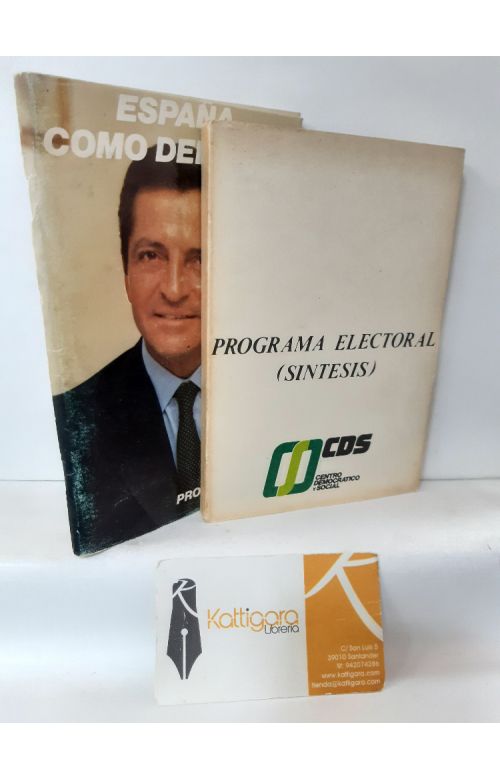 ESPAÑA
COMO DE
PRO
PROGRAMA ELECTORAL
(SINTESIS)
CDS
CENTRO
DEMOCRATICO
Y SOCIAL
Kattigara
Librería
C/ San Luis 5
39010 Santander
tlf: 942074286
www.kattigara.com
tienda@kattigara.com